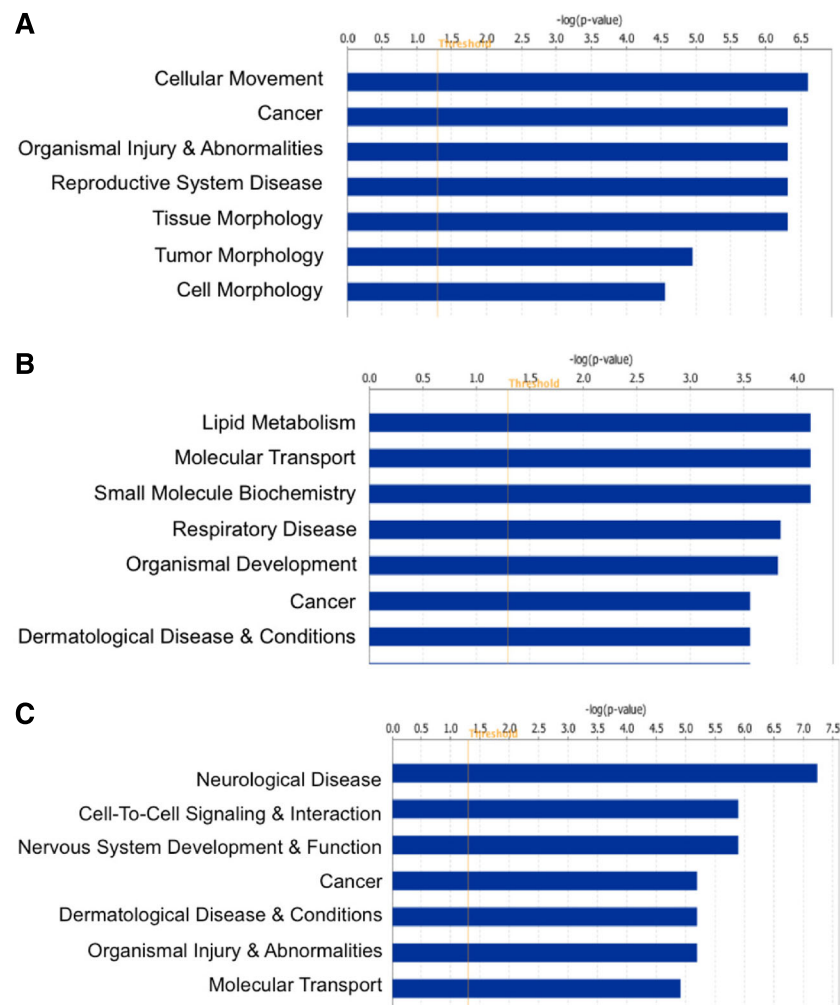 A
-log(p-value)
0.0 0.5 1.0 1.5 2.0 2.5 3.0 3.5 4.0 4.5 5.0 5.5 6.0 6.5
Threshold
Cellular Movement
Cancer
Organismal Injury & Abnormalities
Reproductive System Disease
Tissue Morphology
Tumor Morphology
Cell Morphology
B
-log(p-value)
0.0 0.5 1.0 1.5 2.0 2.5 3.0 3.5 4.0
Threshold
Lipid Metabolism
Molecular Transport
Small Molecule Biochemistry
Respiratory Disease
Organismal Development
Cancer
Dermatological Disease & Conditions
C
-log(p-value)
0.0 0.5 1.0 1.5 2.0 2.5 3.0 3.5 4.0 4.5 5.0 5.5 6.0 6.5 7.0 7.5
Threshold
Neurological Disease
Cell-To-Cell Signaling & Interaction
Nervous System Development & Function
Cancer
Dermatological Disease & Conditions
Organismal Injury & Abnormalities
Molecular Transport